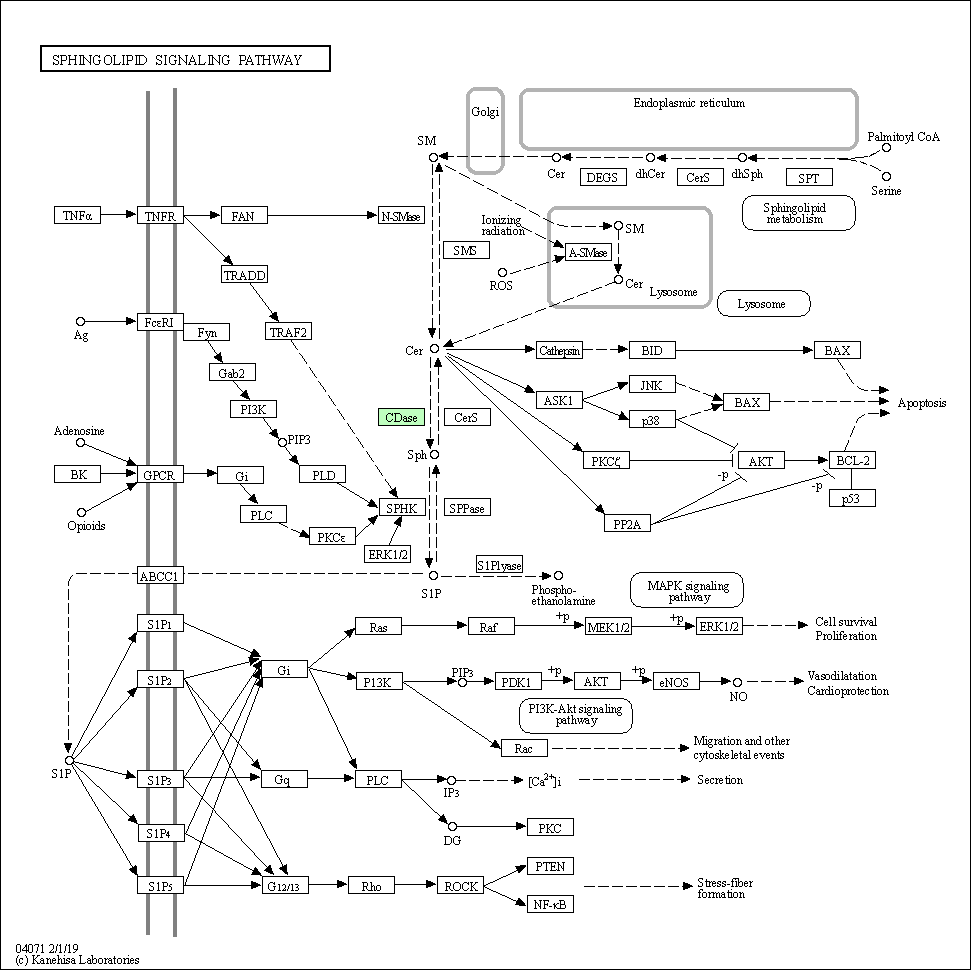 SPHINGOLIPID SIGNALING PATHWAY
Golgi
Endoplasmic reticulum
SM
Palmitoyl CoA
Cer
dhCer
dhSph
DEGS
CerS
SPT
Serine
Sphingolipid
metabolism
TNFα
TNFR
FAN
N-SMase
Ionizing
radiation
SM
SMS
A-SMase
TRADD
ROS
Cer
Lysosome
Lysosome
Ag
FcεRI
Fyn
TRAF2
Cer
Cathepsin
BID
BAX
Gab2
JNK
ASK1
BAX
Apoptosis
PI3K
CDase
CerS
p38
Adenosine
PIP3
Sph
BK
GPCR
Gi
PLD
PKCζ
AKT
BCL-2
-p
-p
p53
Opioids
PLC
SPHK
SPPase
PP2A
PKCε
ERK1/2
ABCC1
S1Plyase
S1P
Phospho-
ethanolamine
MAPK signaling
pathway
S1P1
Ras
Raf
+p
MEK1/2
+p
ERK1/2
Cell survival
Proliferation
S1P2
Gi
P13K
PIP3
PDK1
+p
AKT
+p
eNOS
NO
Vasodilatation
Cardioprotection
PI3K-Akt signaling
pathway
Rac
Migration and other
cytoskeletal events
S1P
S1P3
Gq
PLC
IP3
[Ca2+]i
Secretion
S1P4
DG
PKC
S1P5
G12/13
Rho
ROCK
PTEN
NF-κB
Stress-fiber
formation
04071 2/1/19
(c) Kanehisa Laboratories